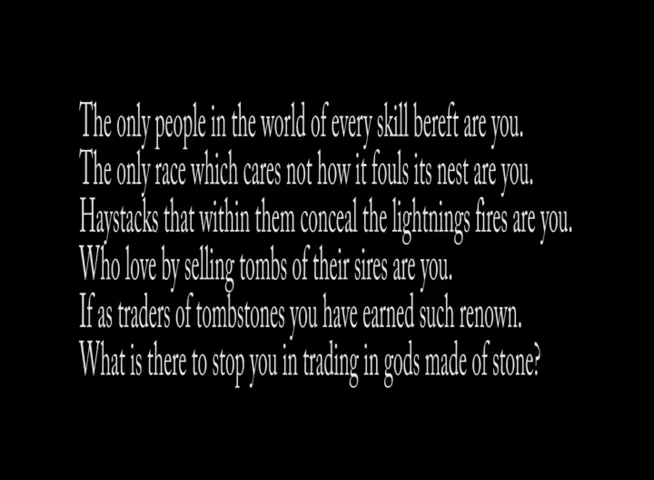 The only people in the world of every skill bereft are you.
The only race which cares not how it fouls its nest are you.
Haystacks that within them conceal the lightnings fires are you.
Who love by selling tombs of their sires are you.
If as traders of tombstones you have earned such renown.
What is there to stop you in trading in gods made of stone?